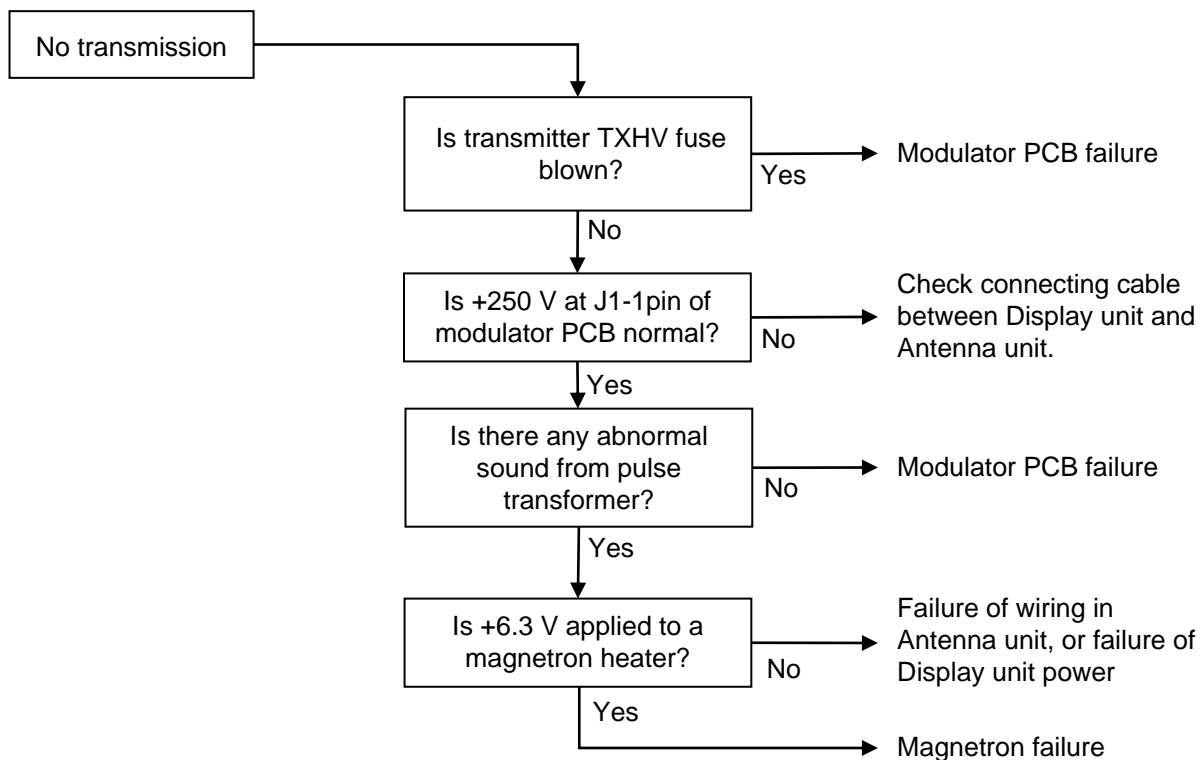 No transmission
Is transmitter TXHV fuse
blown?
Yes
Modulator PCB failure
No
Is +250 V at J1-1pin of
modulator PCB normal?
No
Check connecting cable
between Display unit and
Antenna unit.
Yes
Is there any abnormal
sound from pulse
transformer?
No
Modulator PCB failure
Yes
Is +6.3 V applied to a
magnetron heater?
No
Failure of wiring in
Antenna unit, or failure of
Display unit power
Yes
Magnetron failure